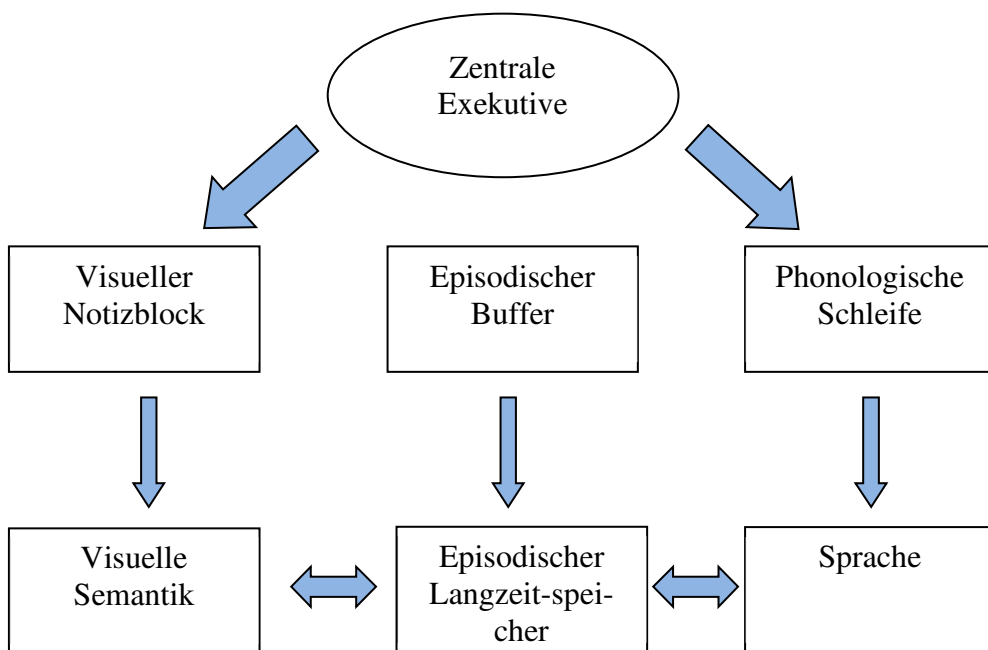 Zentrale
Exekutive
Visueller
Notizblock
Episodischer
Buffer
Phonologische
Schleife
Visuelle
Semantik
Episodischer
Langzeit-spei-
cher
Sprache